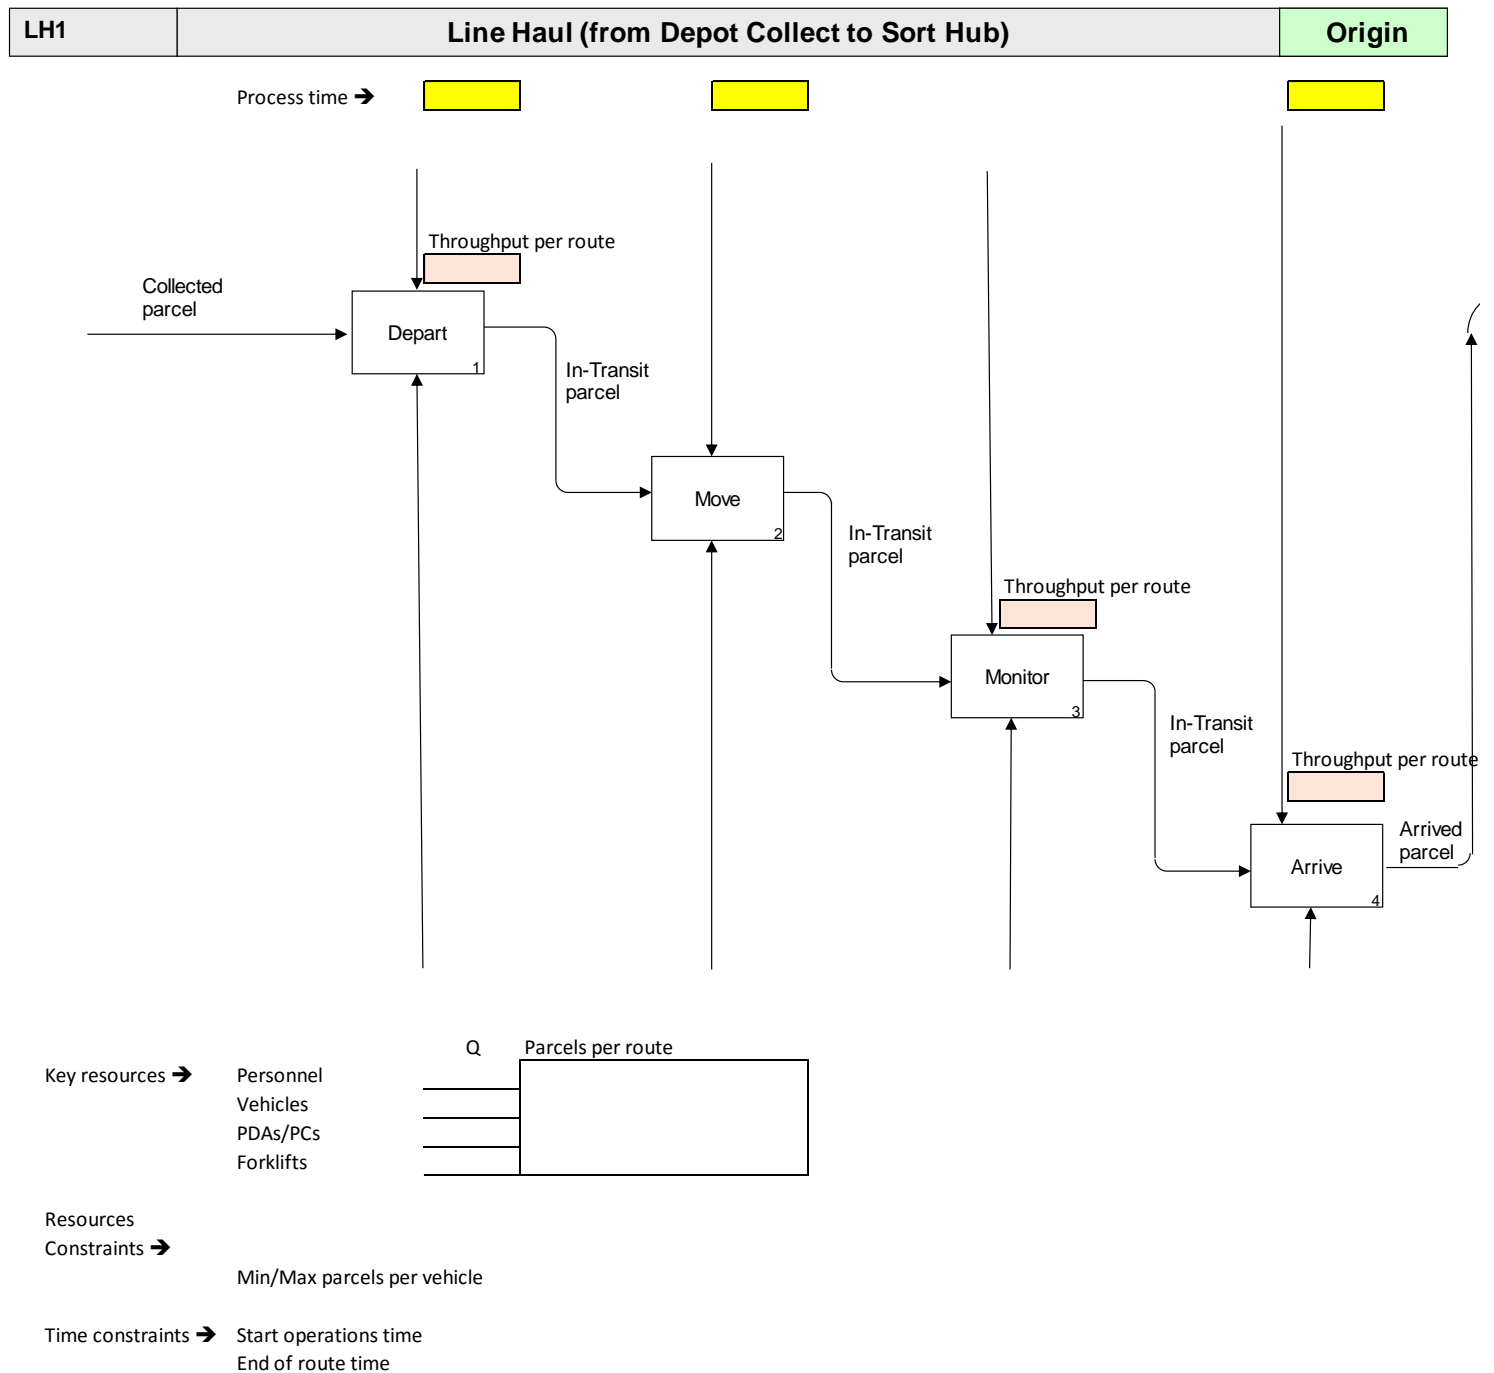 LH1
Line Haul (from Depot Collect to Sort Hub)
Origin
Process time ➔
Throughput per route
Collected
parcel
Depart
1
In-Transit
parcel
Move
2
In-Transit
parcel
Throughput per route
Monitor
3
In-Transit
parcel
Throughput per route
Arrived
parcel
Arrive
4
Q
Parcels per route
Key resources ➔
Personnel
Vehicles
PDAs/PCs
Forklifts
Resources
Constraints ➔
Min/Max parcels per vehicle
Time constraints ➔
Start operations time
End of route time